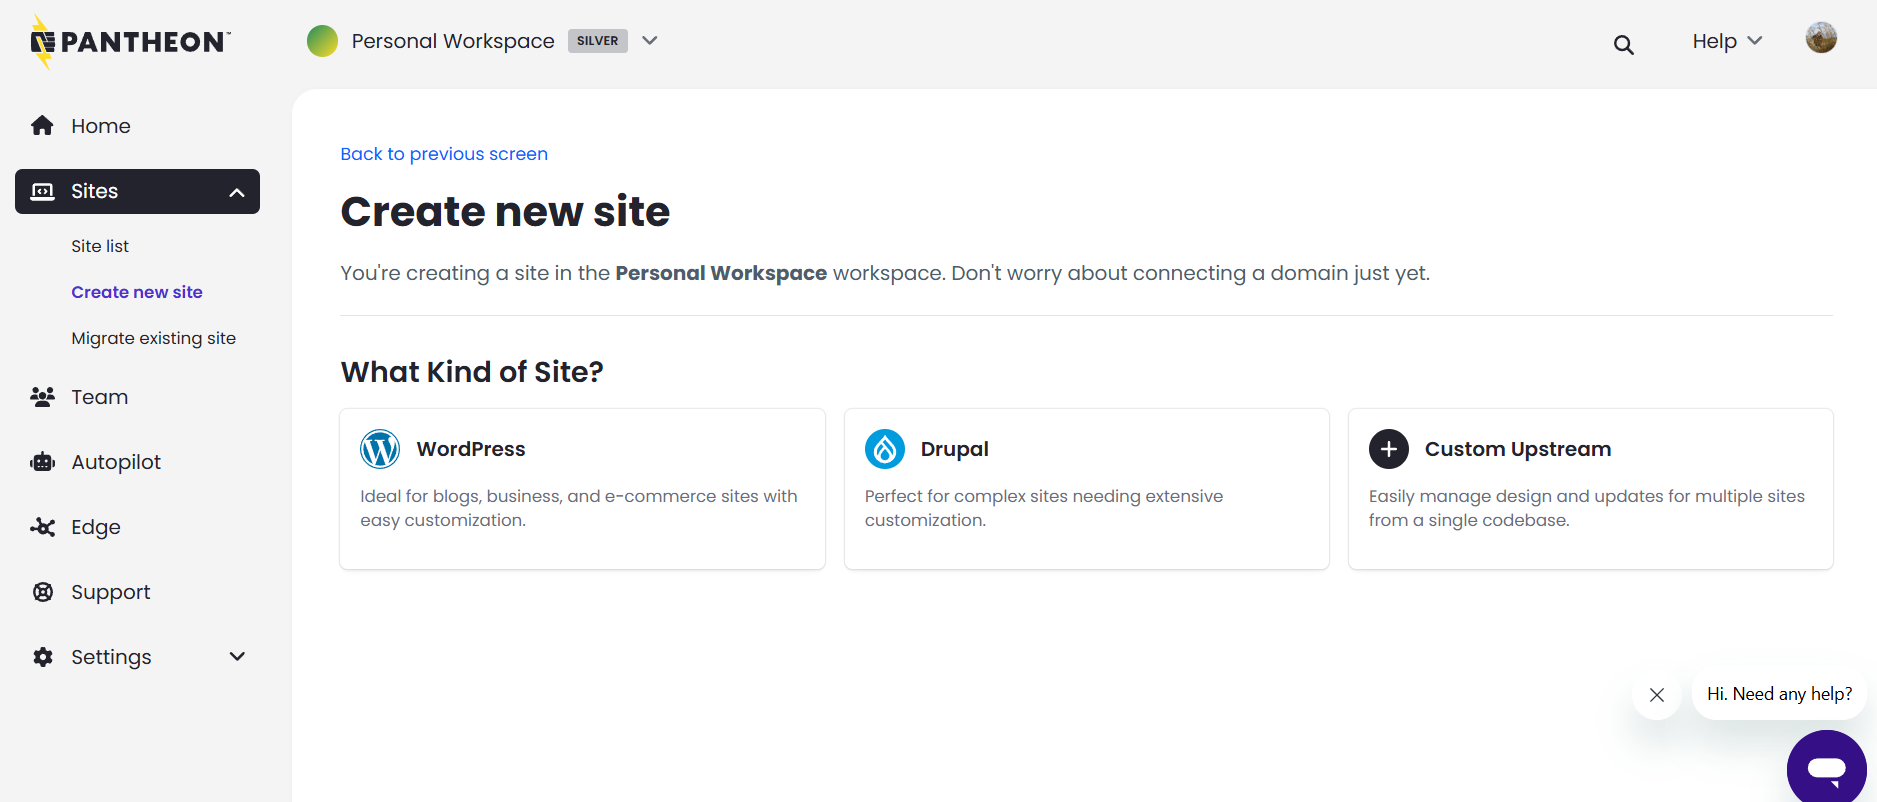 PANTHEON™
Personal Workspace SILVER
Help
Home
Sites
Site list
Create new site
Migrate existing site
Team
Autopilot
Edge
Support
Settings
Back to previous screen
Create new site
You're creating a site in the Personal Workspace workspace. Don't worry about connecting a domain just yet.
What Kind of Site?
WordPress
Ideal for blogs, business, and e-commerce sites with
easy customization.
Drupal
Perfect for complex sites needing extensive
customization.
Custom Upstream
Easily manage design and updates for multiple sites
from a single codebase.
Hi. Need any help?